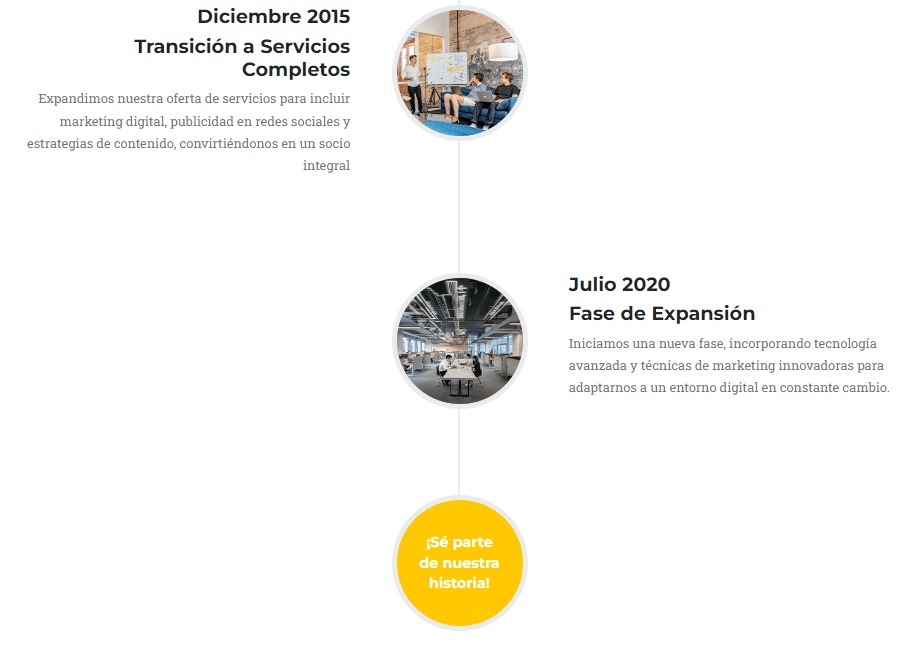 Diciembre 2015
Transición a Servicios
Completos
Expandimos nuestra oferta de servicios para incluir
marketing digital, publicidad en redes sociales y
estrategias de contenido, convirtiéndonos en un socio
integral
Julio 2020
Fase de Expansión
Iniciamos una nueva fase, incorporando tecnología
avanzada y técnicas de marketing innovadoras para
adaptarnos a un entorno digital en constante cambio.
¡Sé parte
de nuestra
historia!